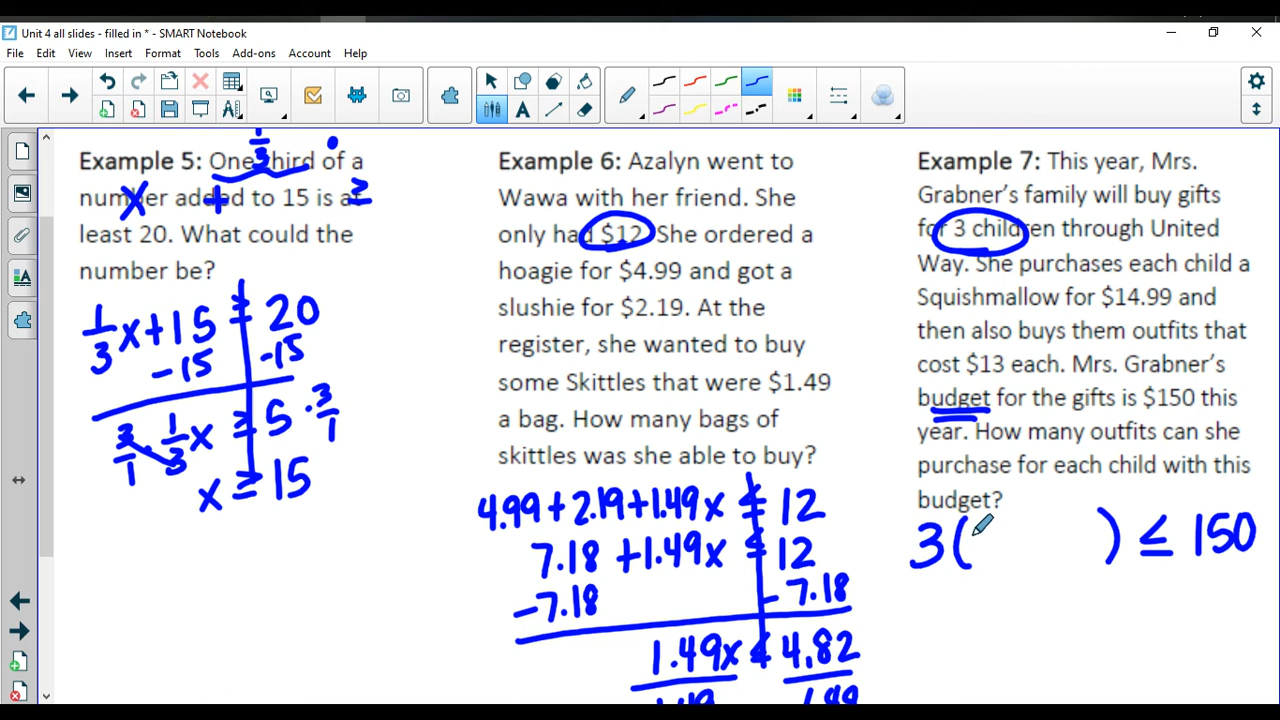 Unit 4 all slides - filled in * - SMART Notebook
File Edit View Insert Format Tools Add-ons Account Help
Example 5: One third of a
number added to 15 is at
least 20. What could the
number be?
1/3 ·
x + ≥
1/3 x + 15 ≥ 20
- 15 - 15
3/1 · 1/3 x ≥ 5 · 3/1
x ≥ 15
Example 6: Azalyn went to
Wawa with her friend. She
only had $12. She ordered a
hoagie for $4.99 and got a
slushie for $2.19. At the
register, she wanted to buy
some Skittles that were $1.49
a bag. How many bags of
skittles was she able to buy?
4.99 + 2.19 + 1.49x ≤ 12
7.18 + 1.49x ≤ 12
- 7.18 - 7.18
1.49x ≤ 4.82
Example 7: This year, Mrs.
Grabner's family will buy gifts
for 3 children through United
Way. She purchases each child a
Squishmallow for $14.99 and
then also buys them outfits that
cost $13 each. Mrs. Grabner's
budget for the gifts is $150 this
year. How many outfits can she
purchase for each child with this
budget?
3( ) ≤ 150